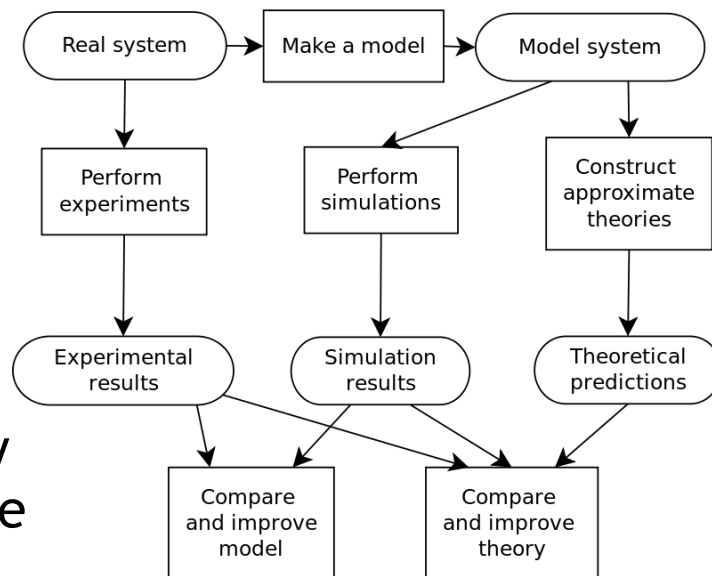 Real system
Make a model
Model system
Perform
experiments
Perform
simulations
Construct
approximate
theories
Experimental
results
Simulation
results
Theoretical
predictions
Compare
and improve
model
Compare
and improve
theory